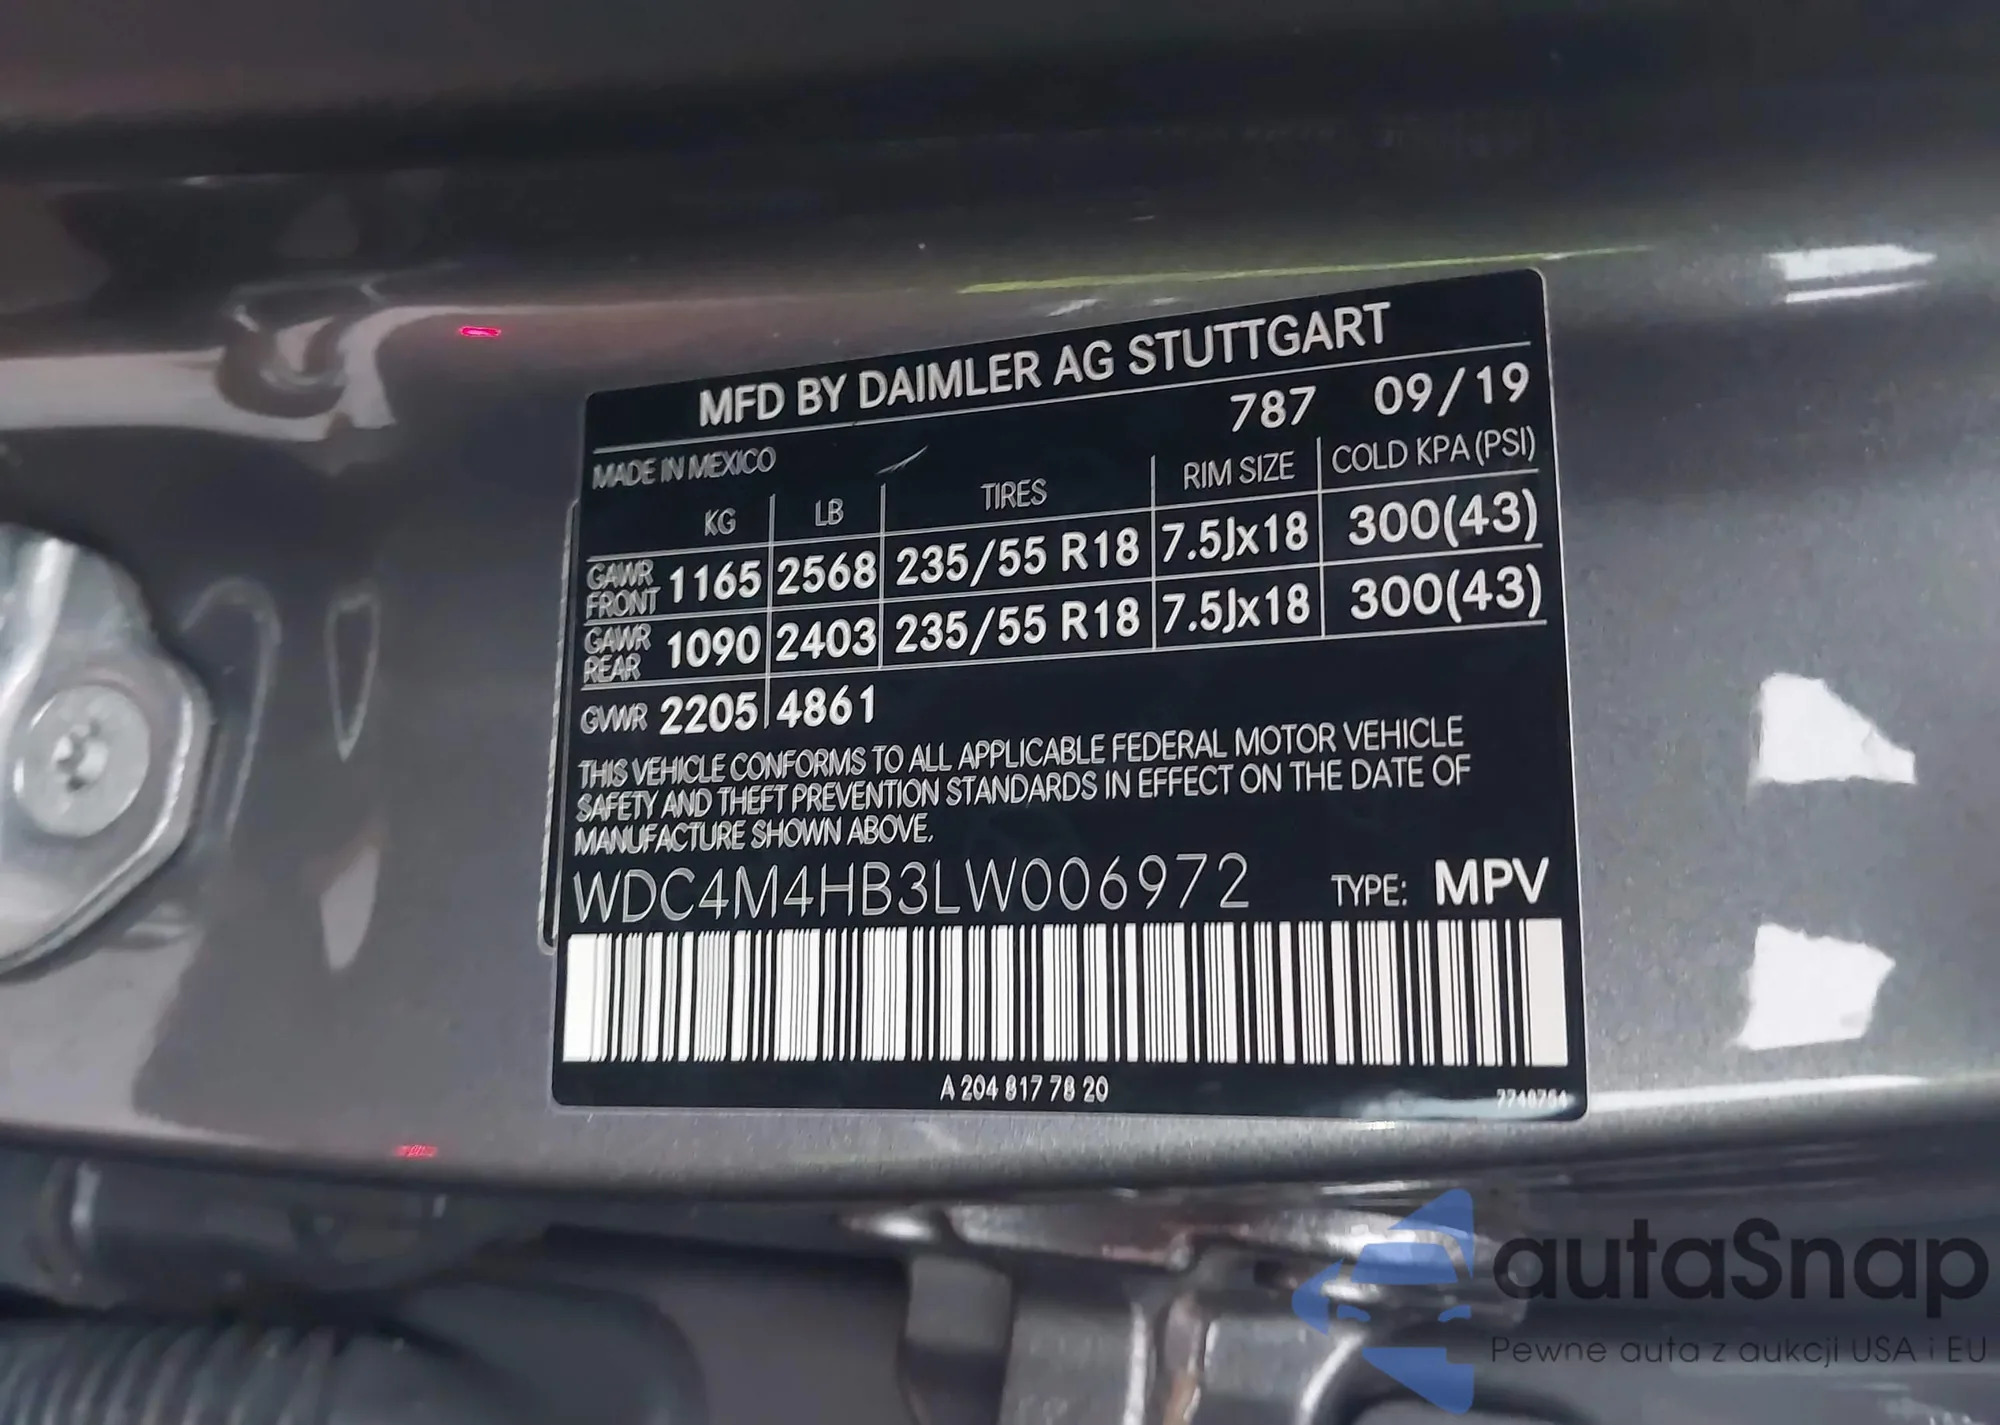 MFD BY DAIMLER AG STUTTGART
787 09/19
MADE IN MEXICO
KG LB TIRES RIM SIZE COLD KPA (PSI)
GAWR FRONT 1165 2568 235/55 R18 7.5Jx18 300(43)
GAWR REAR 1090 2403 235/55 R18 7.5Jx18 300(43)
GVWR 2205 4861
THIS VEHICLE CONFORMS TO ALL APPLICABLE FEDERAL MOTOR VEHICLE
SAFETY AND THEFT PREVENTION STANDARDS IN EFFECT ON THE DATE OF
MANUFACTURE SHOWN ABOVE.
WDC4M4HB3LW006972 TYPE: MPV
A 204 817 78 20
autaSnap
Pewne auta z aukcji USA i EU